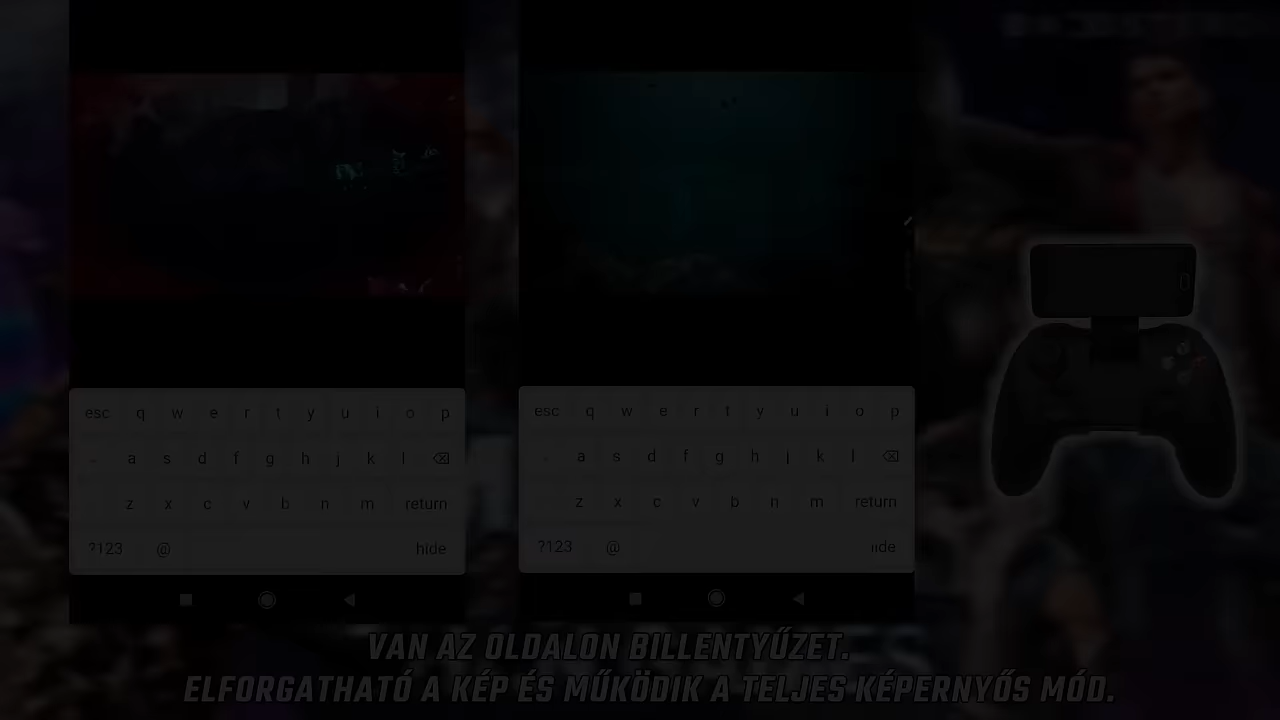 esc q w e r t y u i o p
a s d f g h j k l
z x c v b n m return
?123 @ hide
esc q w e r t y u i o p
a s d f g h j k l
z x c v b n m return
?123 @
VAN AZ OLDALON BILLENTYŰZET.
ELFORGATHATÓ A KÉP ÉS MŰKÖDIK A TELJES KÉPERNYŐS MÓD.